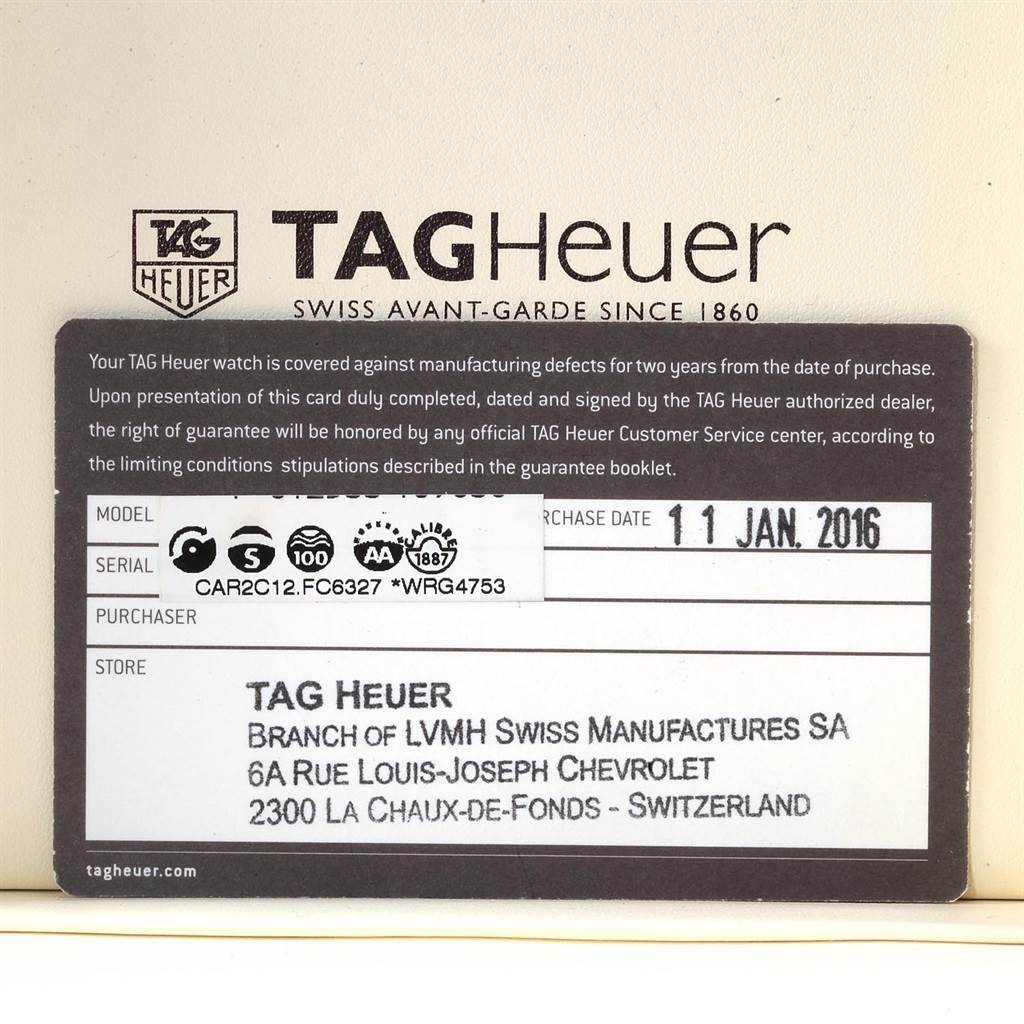 TAG
HEUER
TAGHeuer
SWISS AVANT-GARDE SINCE 1860
Your TAG Heuer watch is covered against manufacturing defects for two years from the date of purchase.
Upon presentation of this card duly completed, dated and signed by the TAG Heuer authorized dealer,
the right of guarantee will be honored by any official TAG Heuer Customer Service center, according to
the limiting conditions stipulations described in the guarantee booklet.
MODEL
RCHASE DATE 11 JAN. 2016
S 100 AA CALIBRE 1887
SERIAL
CAR2C12.FC6327 *WRG4753
PURCHASER
STORE
TAG HEUER
BRANCH OF LVMH SWISS MANUFACTURES SA
6A RUE LOUIS-JOSEPH CHEVROLET
2300 LA CHAUX-DE-FONDS - SWITZERLAND
tagheuer.com